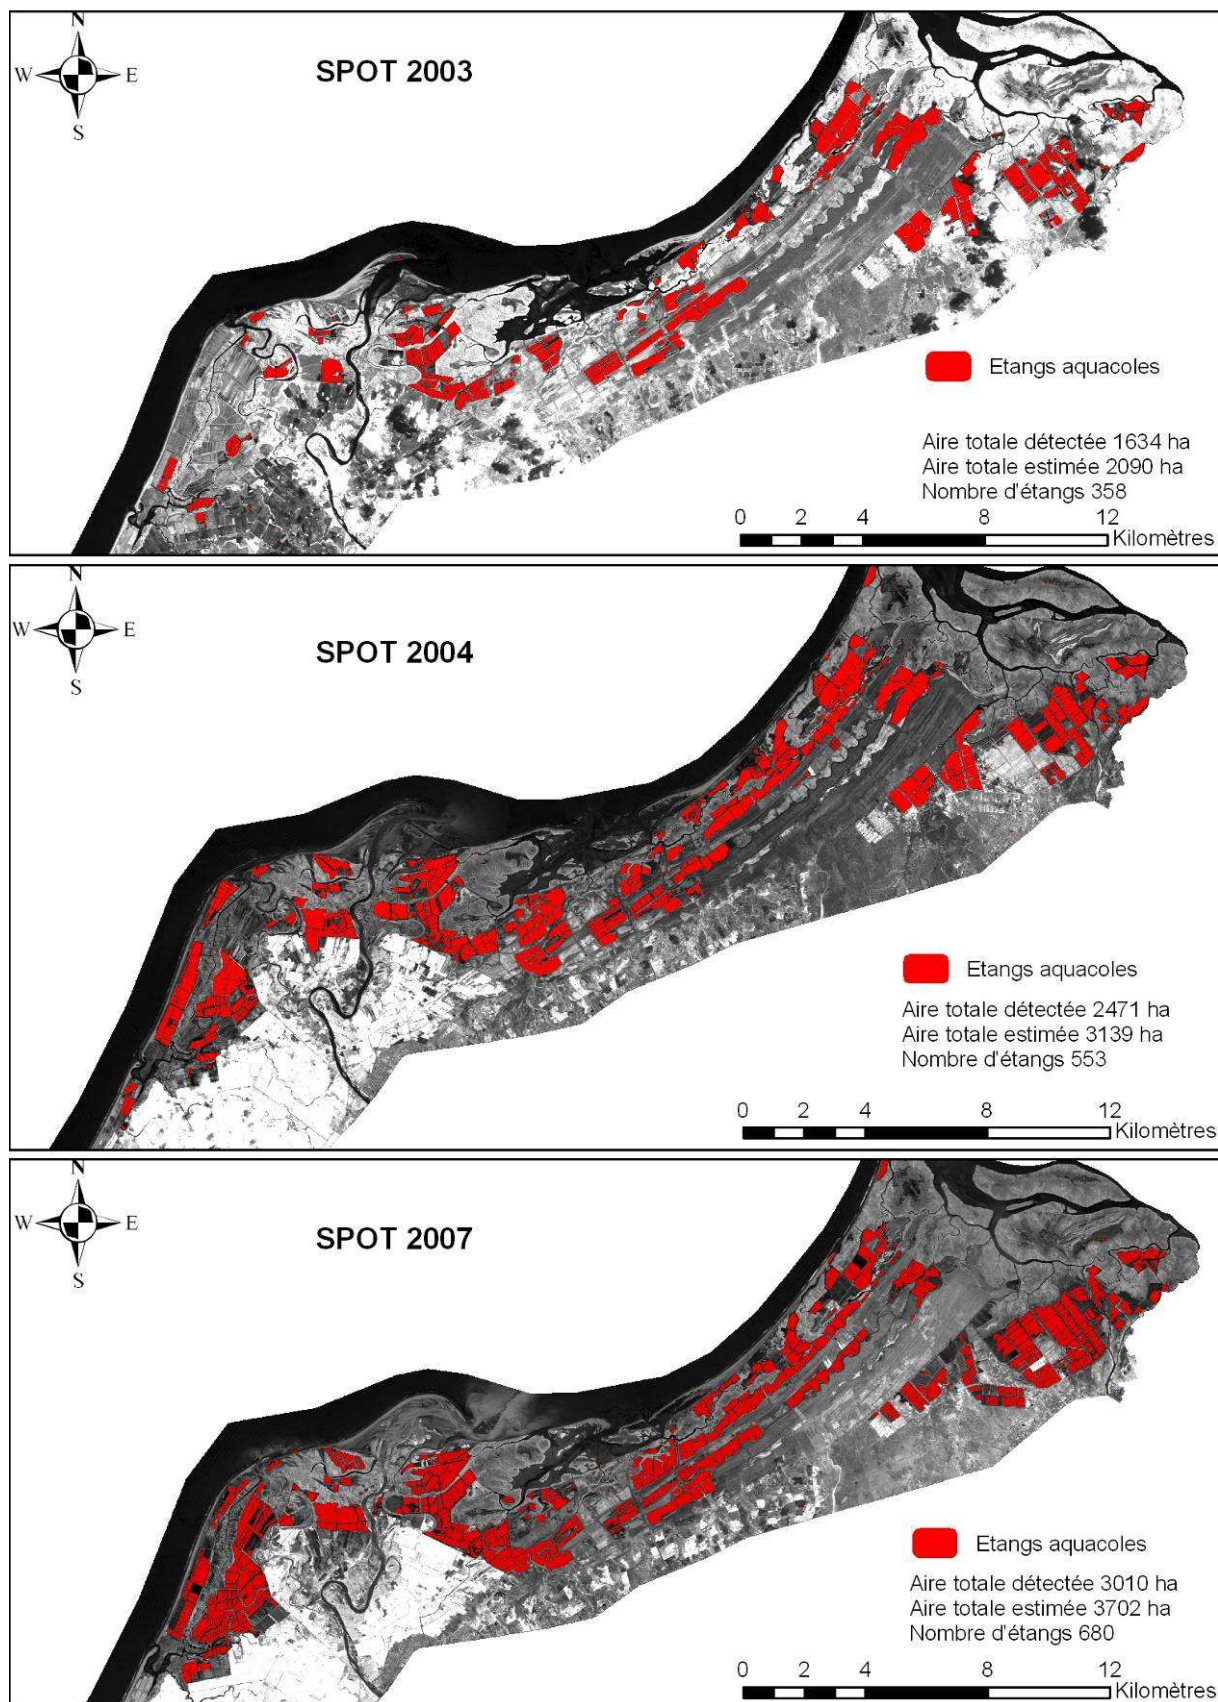 N
W E
S
SPOT 2003
Etangs aquacoles
Aire totale détectée 1634 ha
Aire totale estimée 2090 ha
Nombre d'étangs 358
0 2 4 8 12
Kilomètres
N
W E
S
SPOT 2004
Etangs aquacoles
Aire totale détectée 2471 ha
Aire totale estimée 3139 ha
Nombre d'étangs 553
0 2 4 8 12
Kilomètres
N
W E
S
SPOT 2007
Etangs aquacoles
Aire totale détectée 3010 ha
Aire totale estimée 3702 ha
Nombre d'étangs 680
0 2 4 8 12
Kilomètres